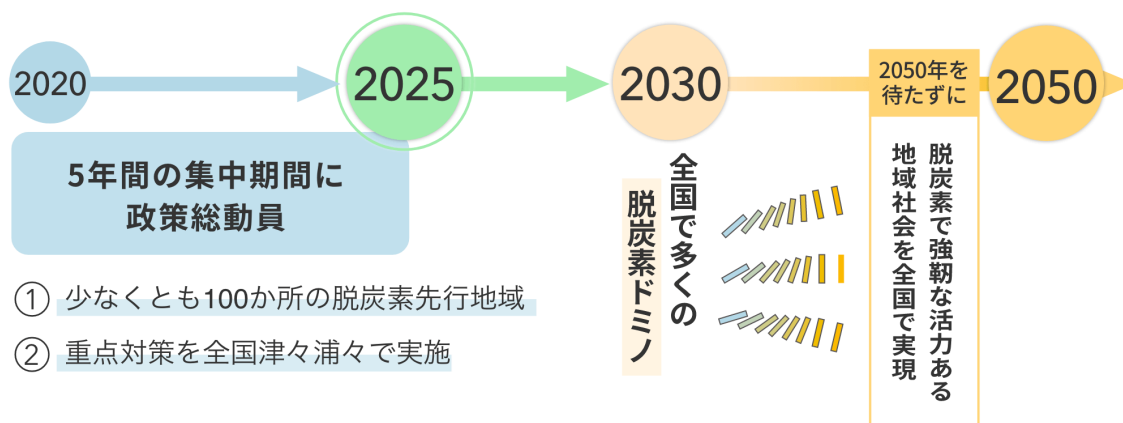 2020
2025
2030
2050年を
待たずに
2050
5年間の集中期間に
政策総動員
① 少なくとも100か所の脱炭素先行地域
② 重点対策を全国津々浦々で実施
全国で多くの
脱炭素ドミノ
脱炭素で強靭な活力ある
地域社会を全国で実現